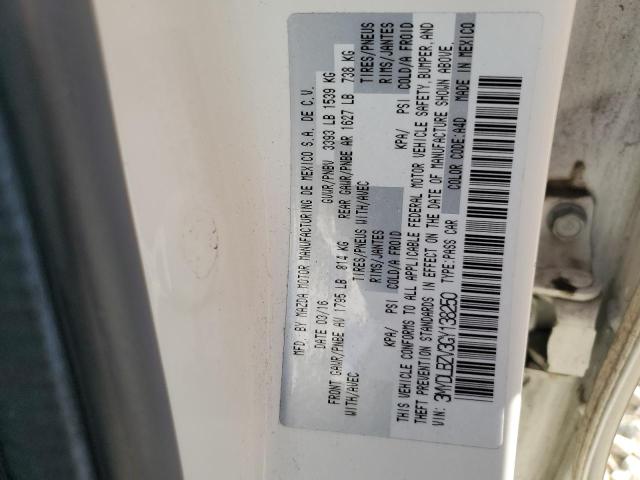 MFD. BY MAZDA MOTOR MANUFACTURING DE MEXICO S.A. DE C.V.
DATE 03/16 GVWR/PNBV 3393 LB 1539 KG
FRONT GAWR/PNBE AV 1795 LB 814 KG REAR GAWR/PNBE AR 1627 LB 738 KG
WITH/AVEC TIRES/PNEUS WITH/AVEC TIRES/PNEUS
RIMS/JANTES RIMS/JANTES
KPA/ PSI COLD/A FROID KPA/ PSI COLD/A FROID
THIS VEHICLE CONFORMS TO ALL APPLICABLE FEDERAL MOTOR VEHICLE SAFETY, BUMPER, AND
THEFT PREVENTION STANDARDS IN EFFECT ON THE DATE OF MANUFACTURE SHOWN ABOVE.
VIN: 3MYDLBZV3GY138250 TYPE:PASS CAR COLOR CODE:A4D MADE IN MEXICO